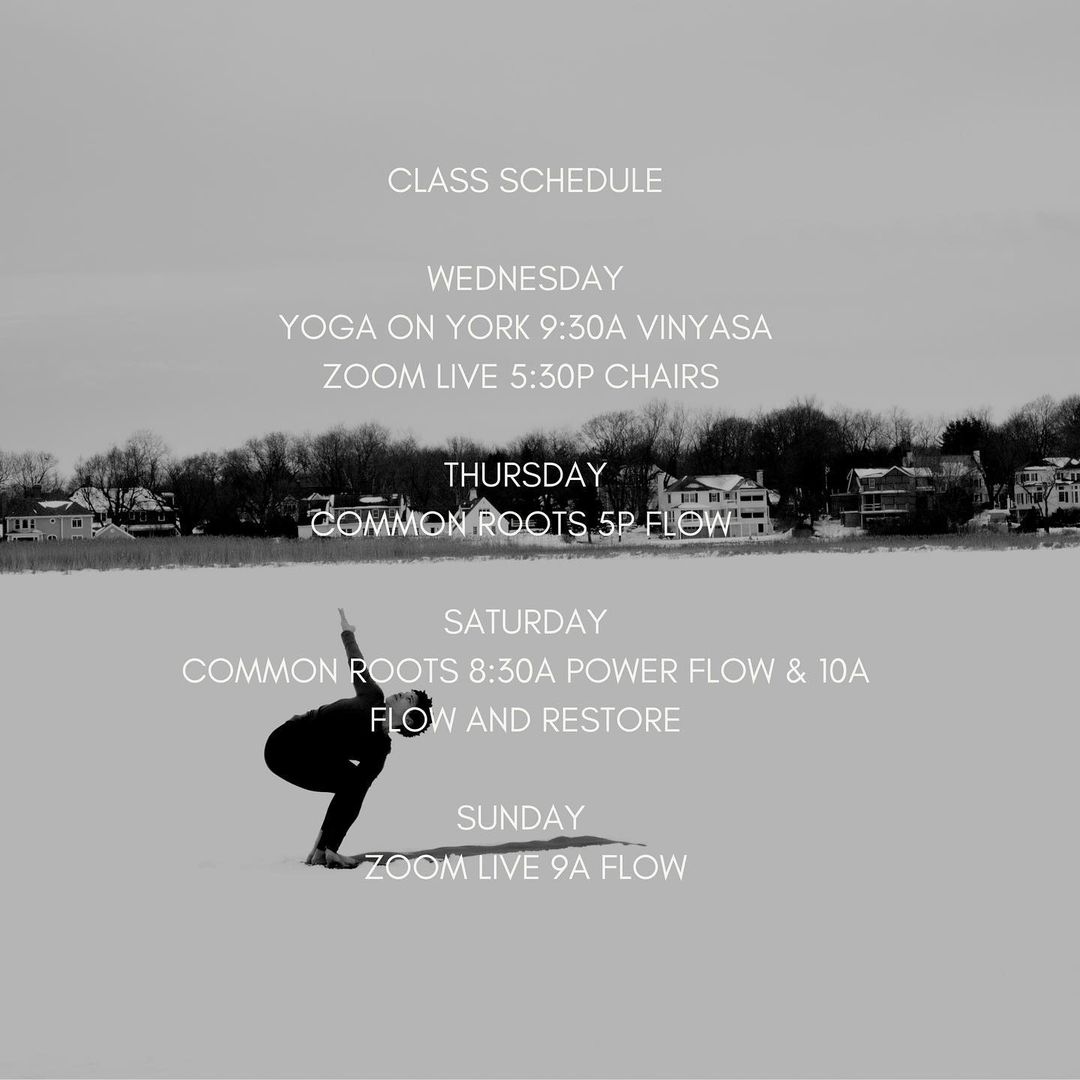 CLASS SCHEDULE
WEDNESDAY
YOGA ON YORK 9:30A VINYASA
ZOOM LIVE 5:30P CHAIRS
THURSDAY
COMMON ROOTS 5P FLOW
SATURDAY
COMMON ROOTS 8:30A POWER FLOW & 10A
FLOW AND RESTORE
SUNDAY
ZOOM LIVE 9A FLOW